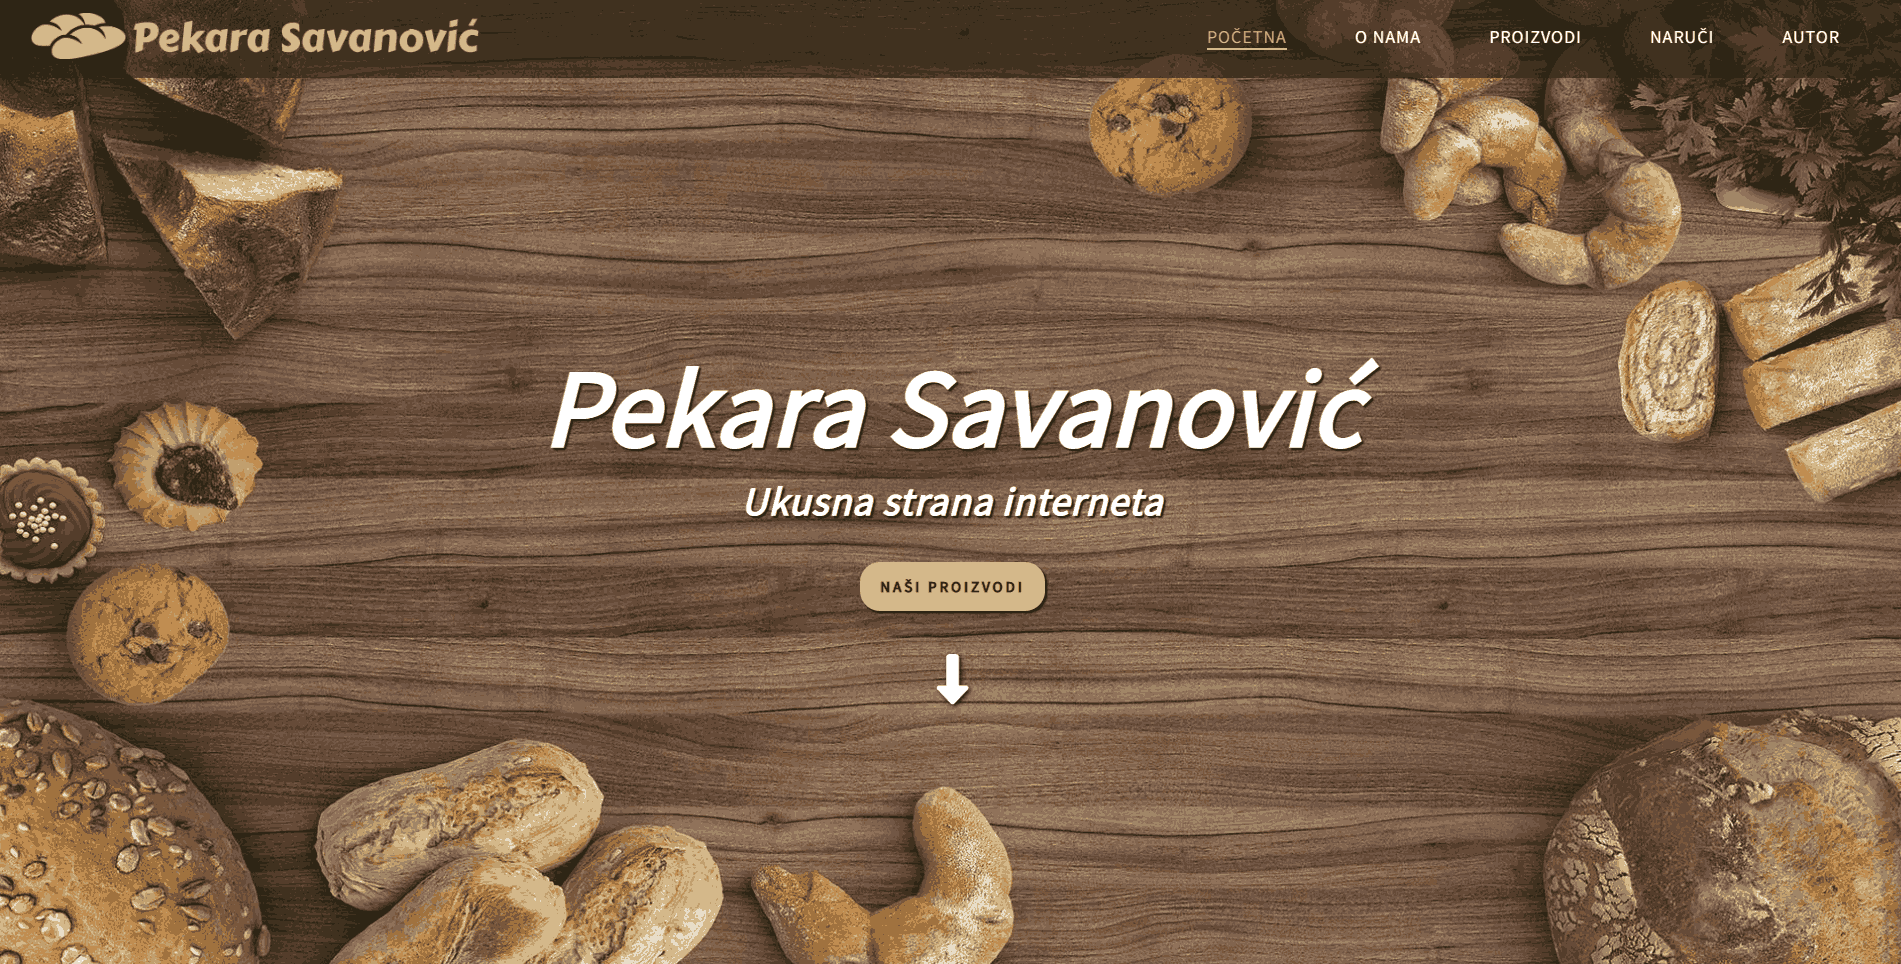 Pekara Savanović
POČETNA
O NAMA
PROIZVODI
NARUČI
AUTOR
Pekara Savanović
Ukusna strana interneta
NAŠI PROIZVODI